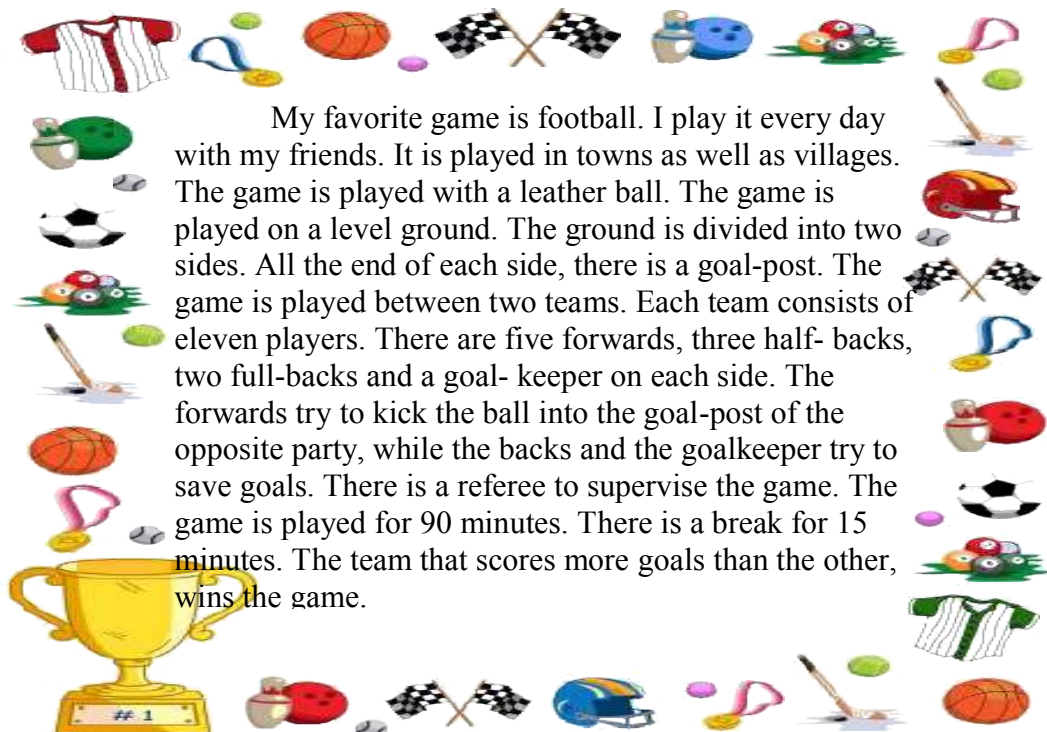 My favorite game is football. I play it every day
with my friends. It is played in towns as well as villages.
The game is played with a leather ball. The game is
played on a level ground. The ground is divided into two
sides. All the end of each side, there is a goal-post. The
game is played between two teams. Each team consists of
eleven players. There are five forwards, three half- backs,
two full-backs and a goal- keeper on each side. The
forwards try to kick the ball into the goal-post of the
opposite party, while the backs and the goalkeeper try to
save goals. There is a referee to supervise the game. The
game is played for 90 minutes. There is a break for 15
minutes. The team that scores more goals than the other,
wins the game.
# 1